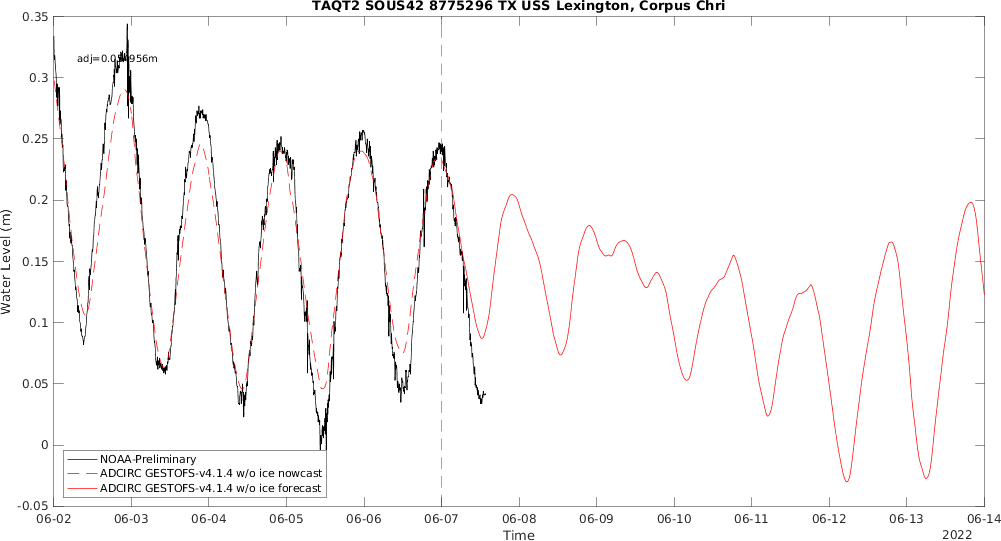 TAQT2 SOUS42 8775296 TX USS Lexington, Corpus Chri
0.35
0.3
0.25
0.2
0.15
0.1
0.05
0
-0.05
Water Level (m)
NOAA-Preliminary
ADCIRC GESTOFS-v4.1.4 w/o ice nowcast
ADCIRC GESTOFS-v4.1.4 w/o ice forecast
06-02 06-03 06-04 06-05 06-06 06-07 06-08 06-09 06-10 06-11 06-12 06-13 06-14
Time
2022